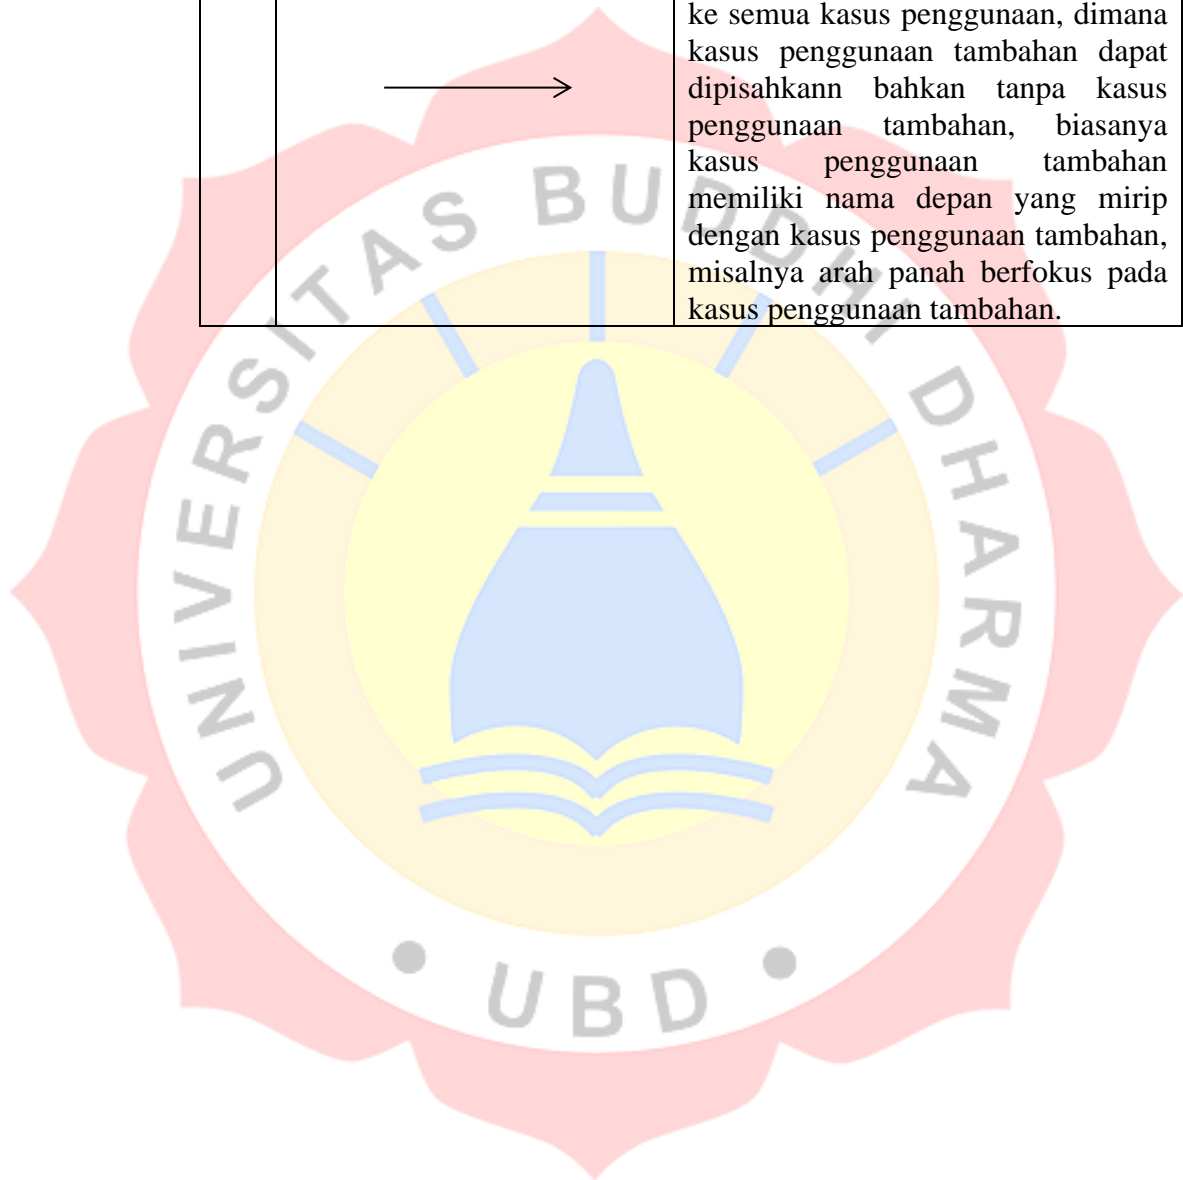 ke semua kasus penggunaan, dimana
kasus penggunaan tambahan dapat
dipisahkann bahkan tanpa kasus
penggunaan tambahan, biasanya
kasus penggunaan tambahan
memiliki nama depan yang mirip
dengan kasus penggunaan tambahan,
misalnya arah panah berfokus pada
kasus penggunaan tambahan.
UNIVERSITAS BUDDHI DHARMA
• UBD •